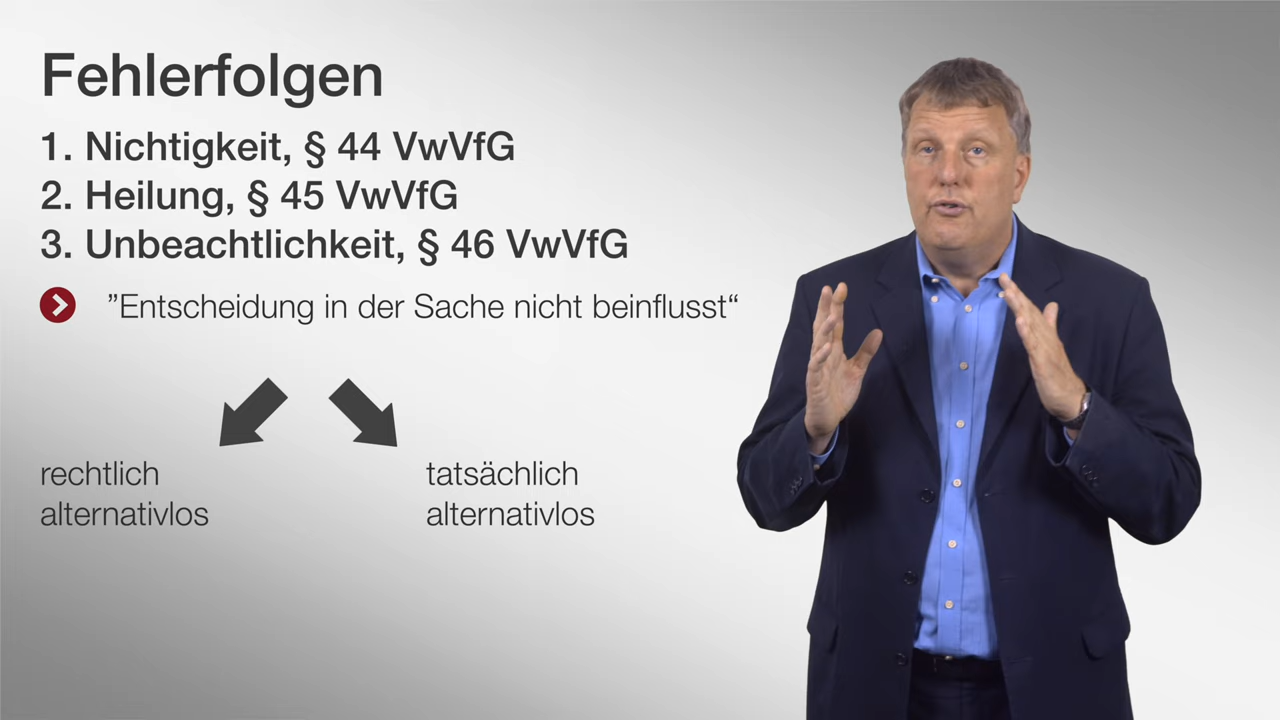 Fehlerfolgen
1. Nichtigkeit, § 44 VwVfG
2. Heilung, § 45 VwVfG
3. Unbeachtlichkeit, § 46 VwVfG
”Entscheidung in der Sache nicht beinflusst“
rechtlich
alternativlos
tatsächlich
alternativlos